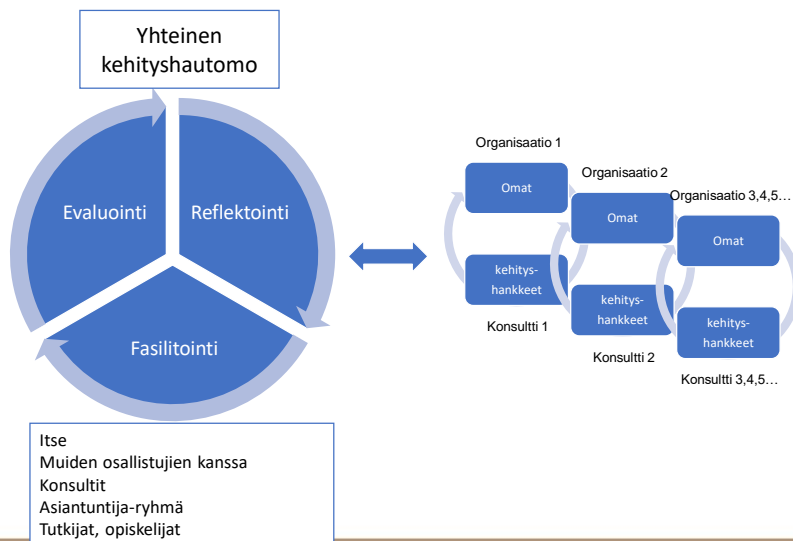 Yhteinen
kehityshautomo
Evaluointi
Reflektointi
Fasilitointi
Itse
Muiden osallistujien kanssa
Konsultit
Asiantuntija-ryhmä
Tutkijat, opiskelijat
Organisaatio 1
Omat
kehitys-
hankkeet
Konsultti 1
Organisaatio 2
Omat
kehitys-
hankkeet
Konsultti 2
Organisaatio 3,4,5…
Omat
kehitys-
hankkeet
Konsultti 3,4,5…